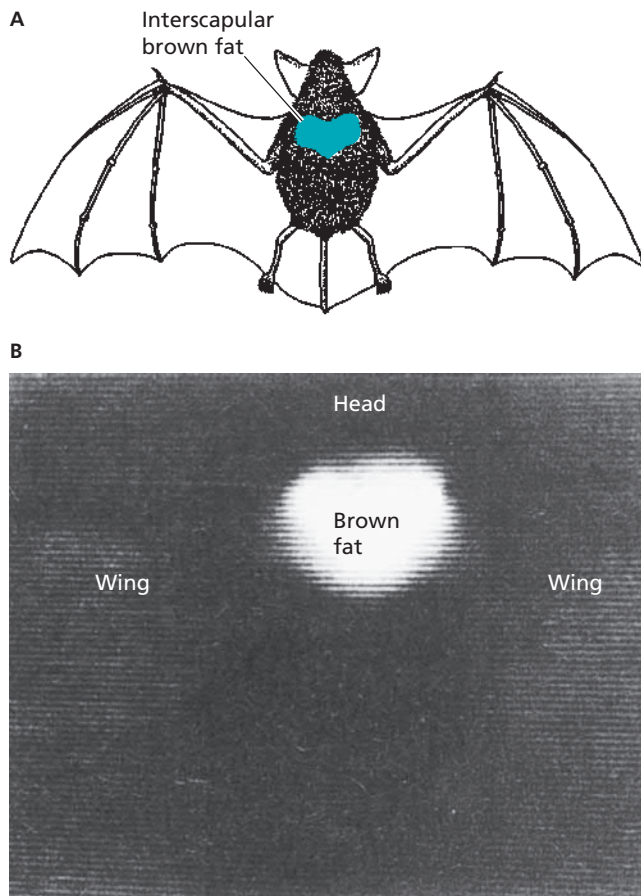 A
Interscapular
brown fat
B
Head
Brown
fat
Wing
Wing